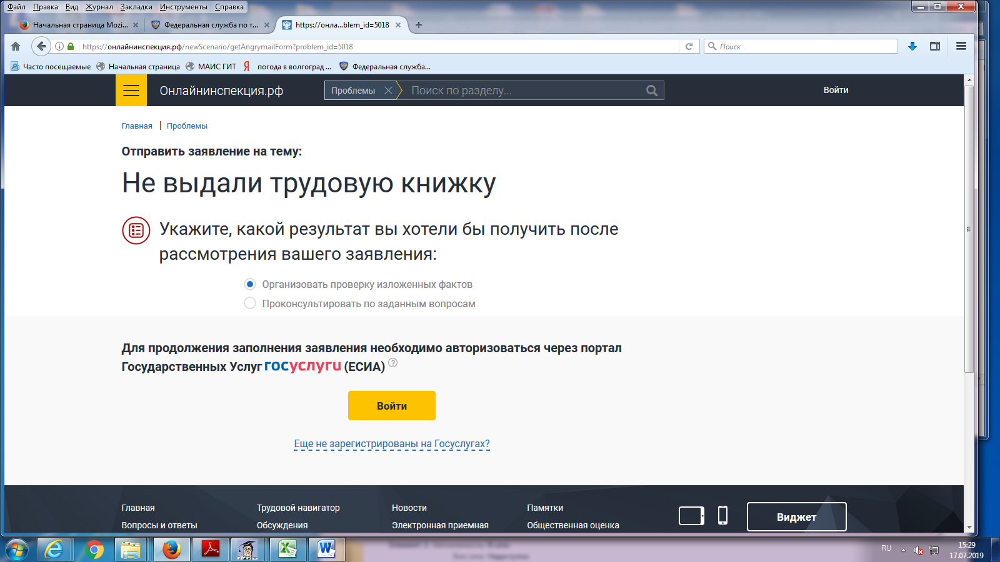 Файл Правка Вид Журнал Закладки Инструменты Справка
Начальная страница Mozi...
Федеральная служба по т...
https://онла...blem_id=5018
https://онлайнинспекция.рф/newScenario/getAngrymailForm?problem_id=5018
Поиск
Часто посещаемые
Начальная страница
МАИС ГИТ
погода в волгоград ...
Федеральная служба...
Онлайнинспекция.рф
Проблемы
Поиск по разделу...
Войти
Главная | Проблемы
Отправить заявление на тему:
Не выдали трудовую книжку
Укажите, какой результат вы хотели бы получить после
рассмотрения вашего заявления:
Организовать проверку изложенных фактов
Проконсультировать по заданным вопросам
Для продолжения заполнения заявления необходимо авторизоваться через портал
Государственных Услуг госуслуги (ЕСИА) ?
Войти
Еще не зарегистрированы на Госуслугах?
Главная Трудовой навигатор Новости Памятки
Виджет
Вопросы и ответы Обсуждения Электронная приемная Общественная оценка
RU
15:29
17.07.2019